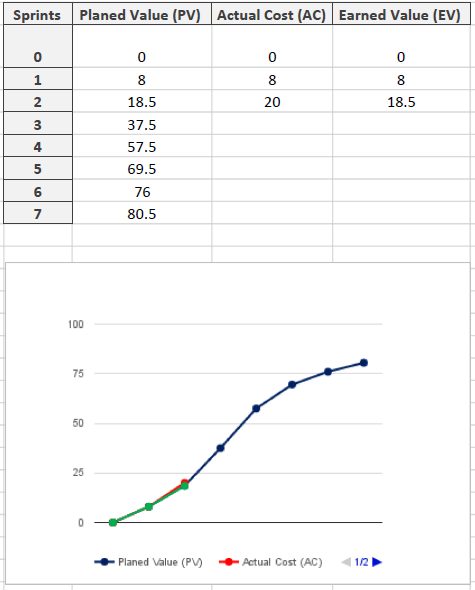 Sprints Planed Value (PV) Actual Cost (AC) Earned Value (EV)
0 0 0 0
1 8 8 8
2 18.5 20 18.5
3 37.5
4 57.5
5 69.5
6 76
7 80.5
100
75
50
25
0
Planed Value (PV) Actual Cost (AC) 1/2